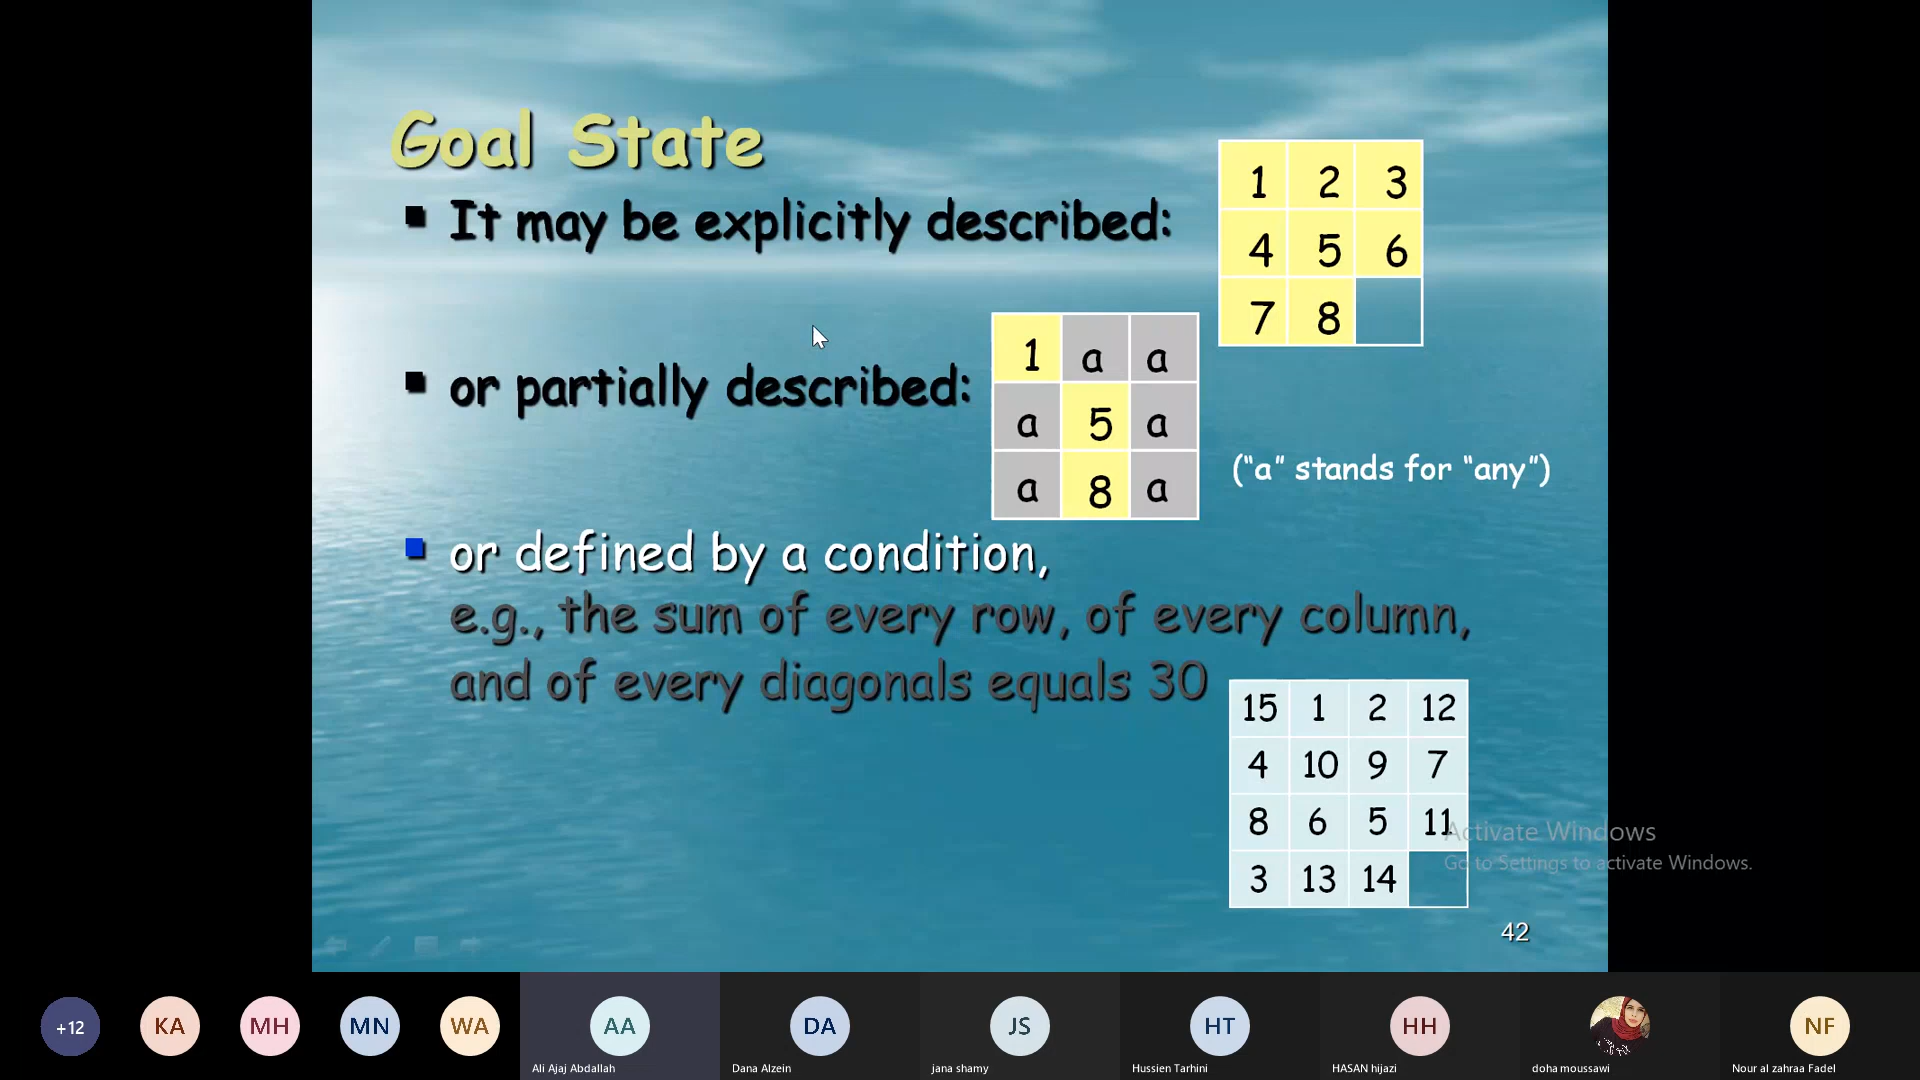 Goal State
It may be explicitly described:
1 2 3
4 5 6
7 8
or partially described:
1 a a
a 5 a
a 8 a
(“a” stands for “any”)
or defined by a condition,
e.g., the sum of every row, of every column,
and of every diagonals equals 30
15 1 2 12
4 10 9 7
8 6 5 11
3 13 14
Activate Windows
Go to Settings to activate Windows.
42
+12 KA MH MN WA AA DA JS HT HH NF
Ali Ajaj Abdallah Dana Alzein jana shamy Hussien Tarhini HASAN hijazi doha moussawi Nour al zahraa Fadel